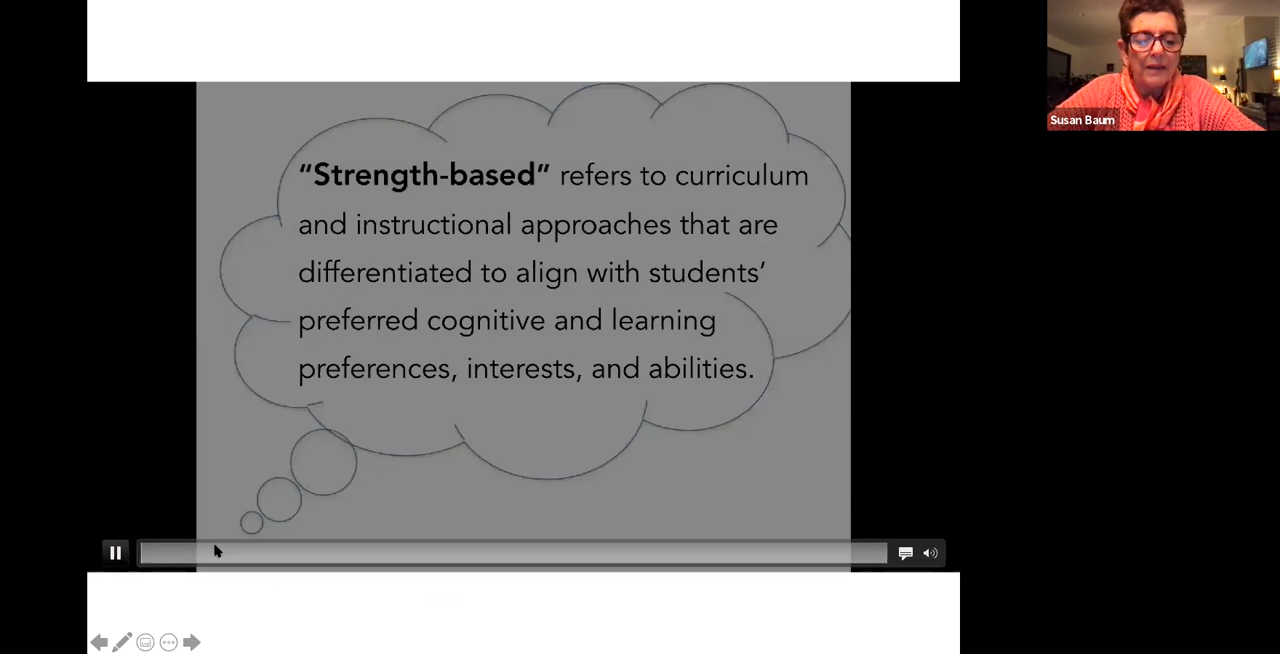 “Strength-based” refers to curriculum
and instructional approaches that are
differentiated to align with students’
preferred cognitive and learning
preferences, interests, and abilities.
Susan Baum